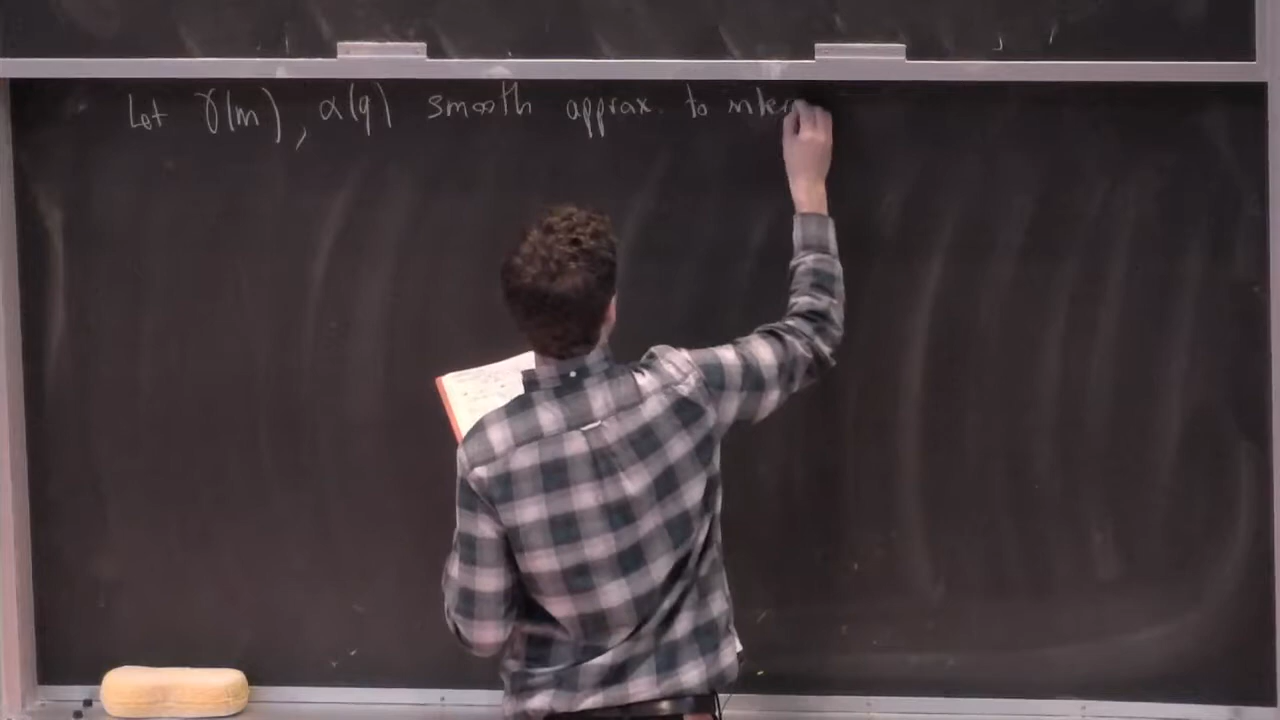 Let γ(m), α(q) smooth approx. to inter